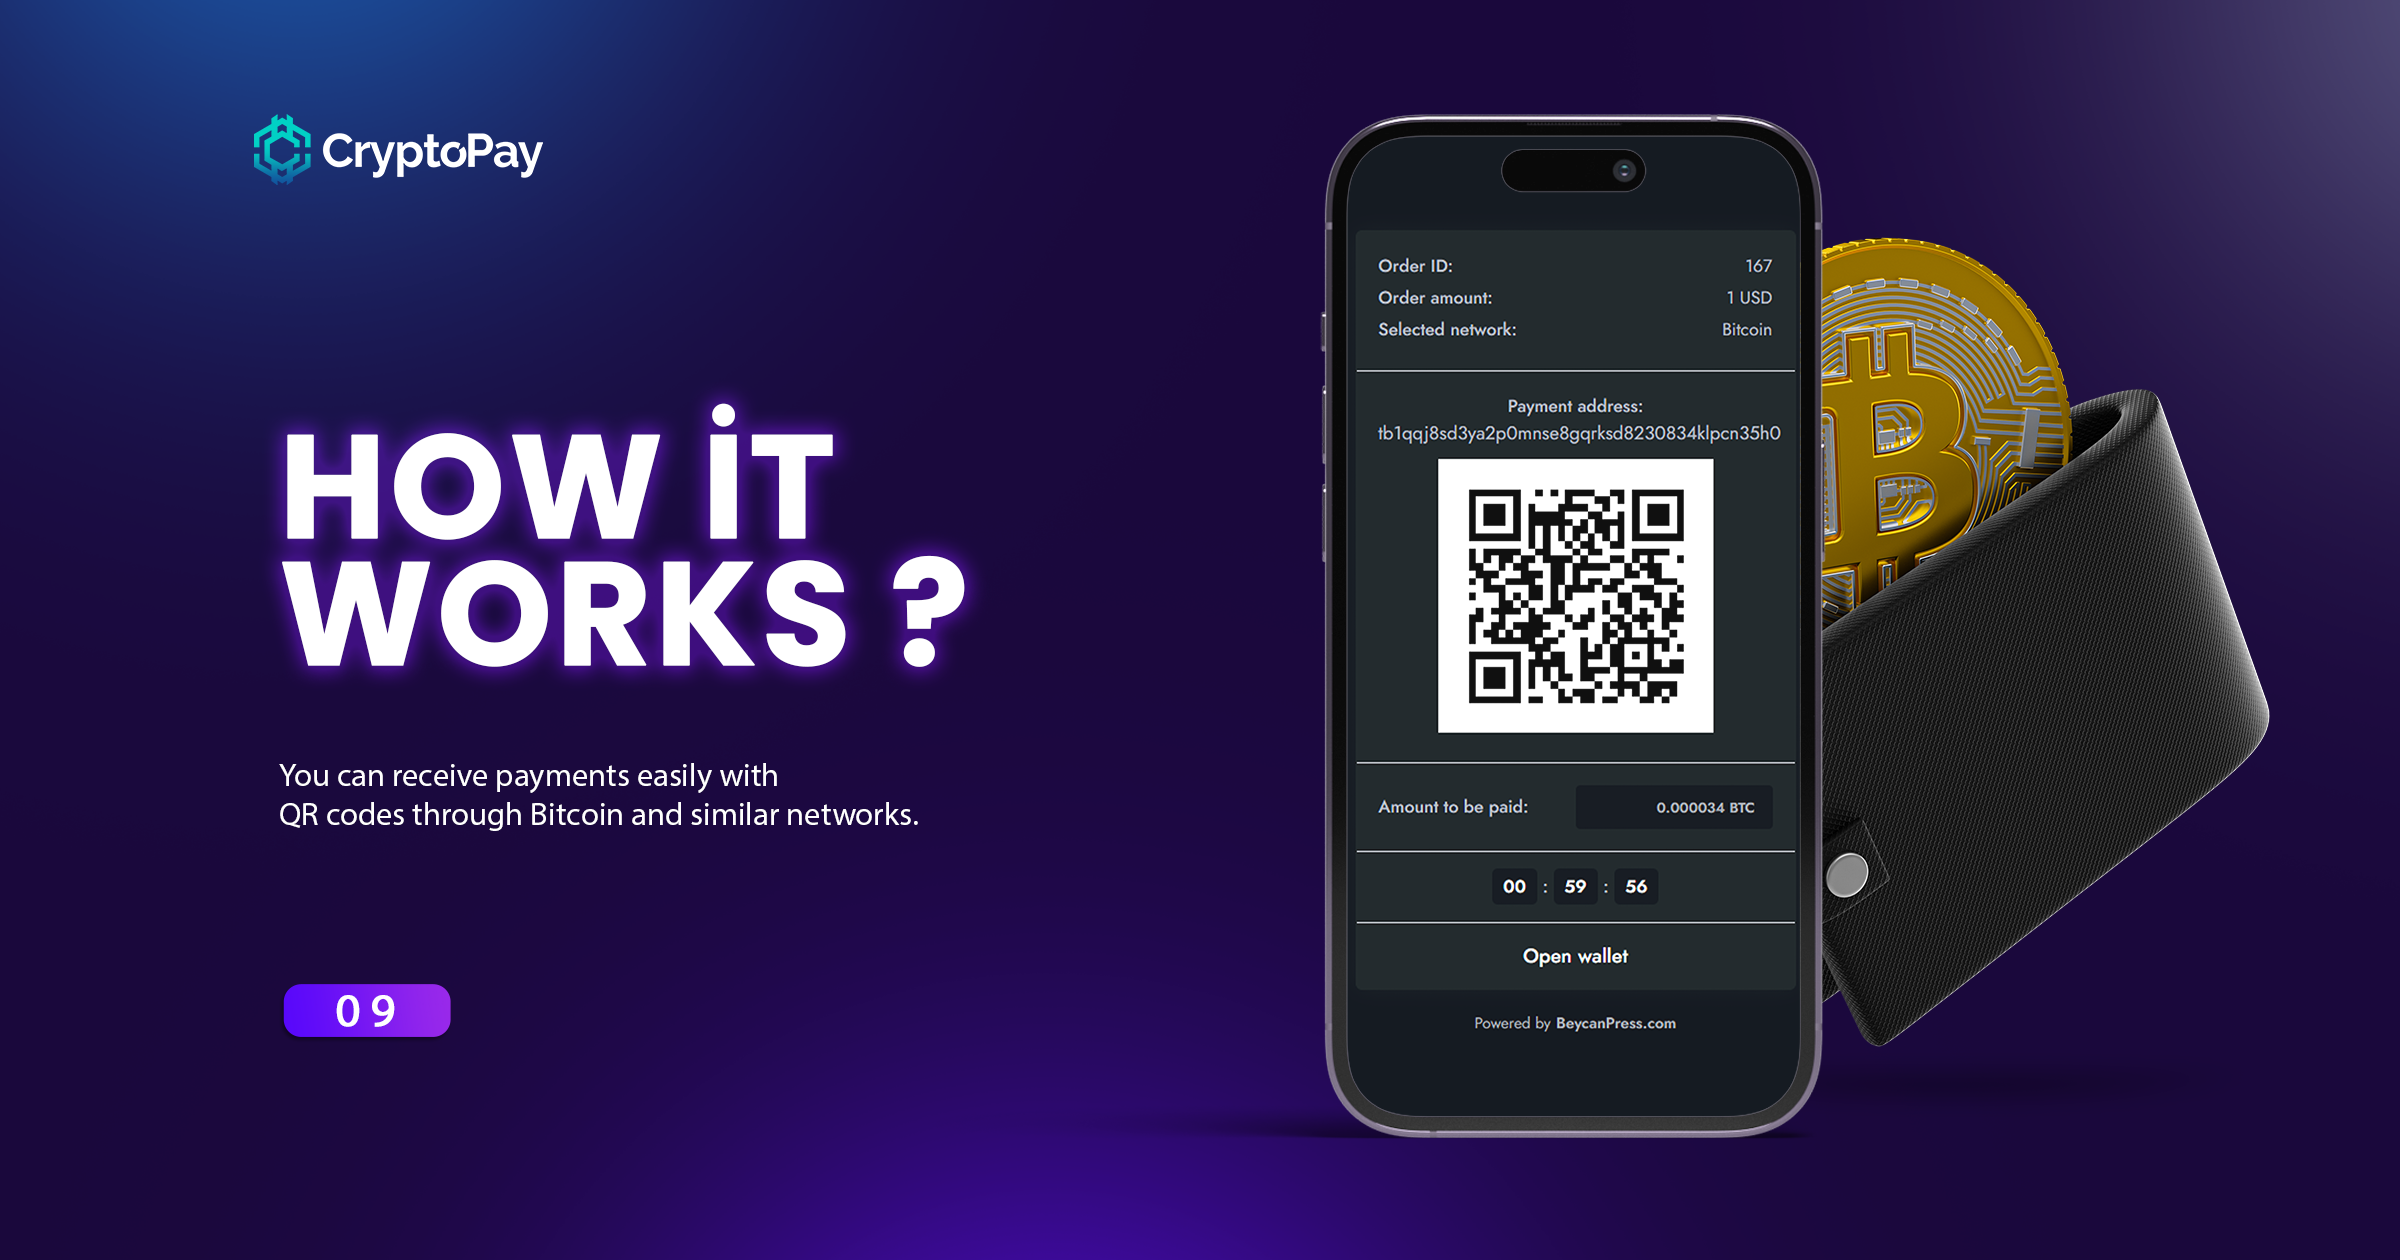 CryptoPay
HOW İT
WORKS ?
You can receive payments easily with
QR codes through Bitcoin and similar networks.
09
Order ID: 167
Order amount: 1 USD
Selected network: Bitcoin
Payment address:
tb1qqj8sd3ya2p0mnse8gqrksd8230834klpcn35h0
Amount to be paid: 0.000034 BTC
00 : 59 : 56
Open wallet
Powered by BeycanPress.com